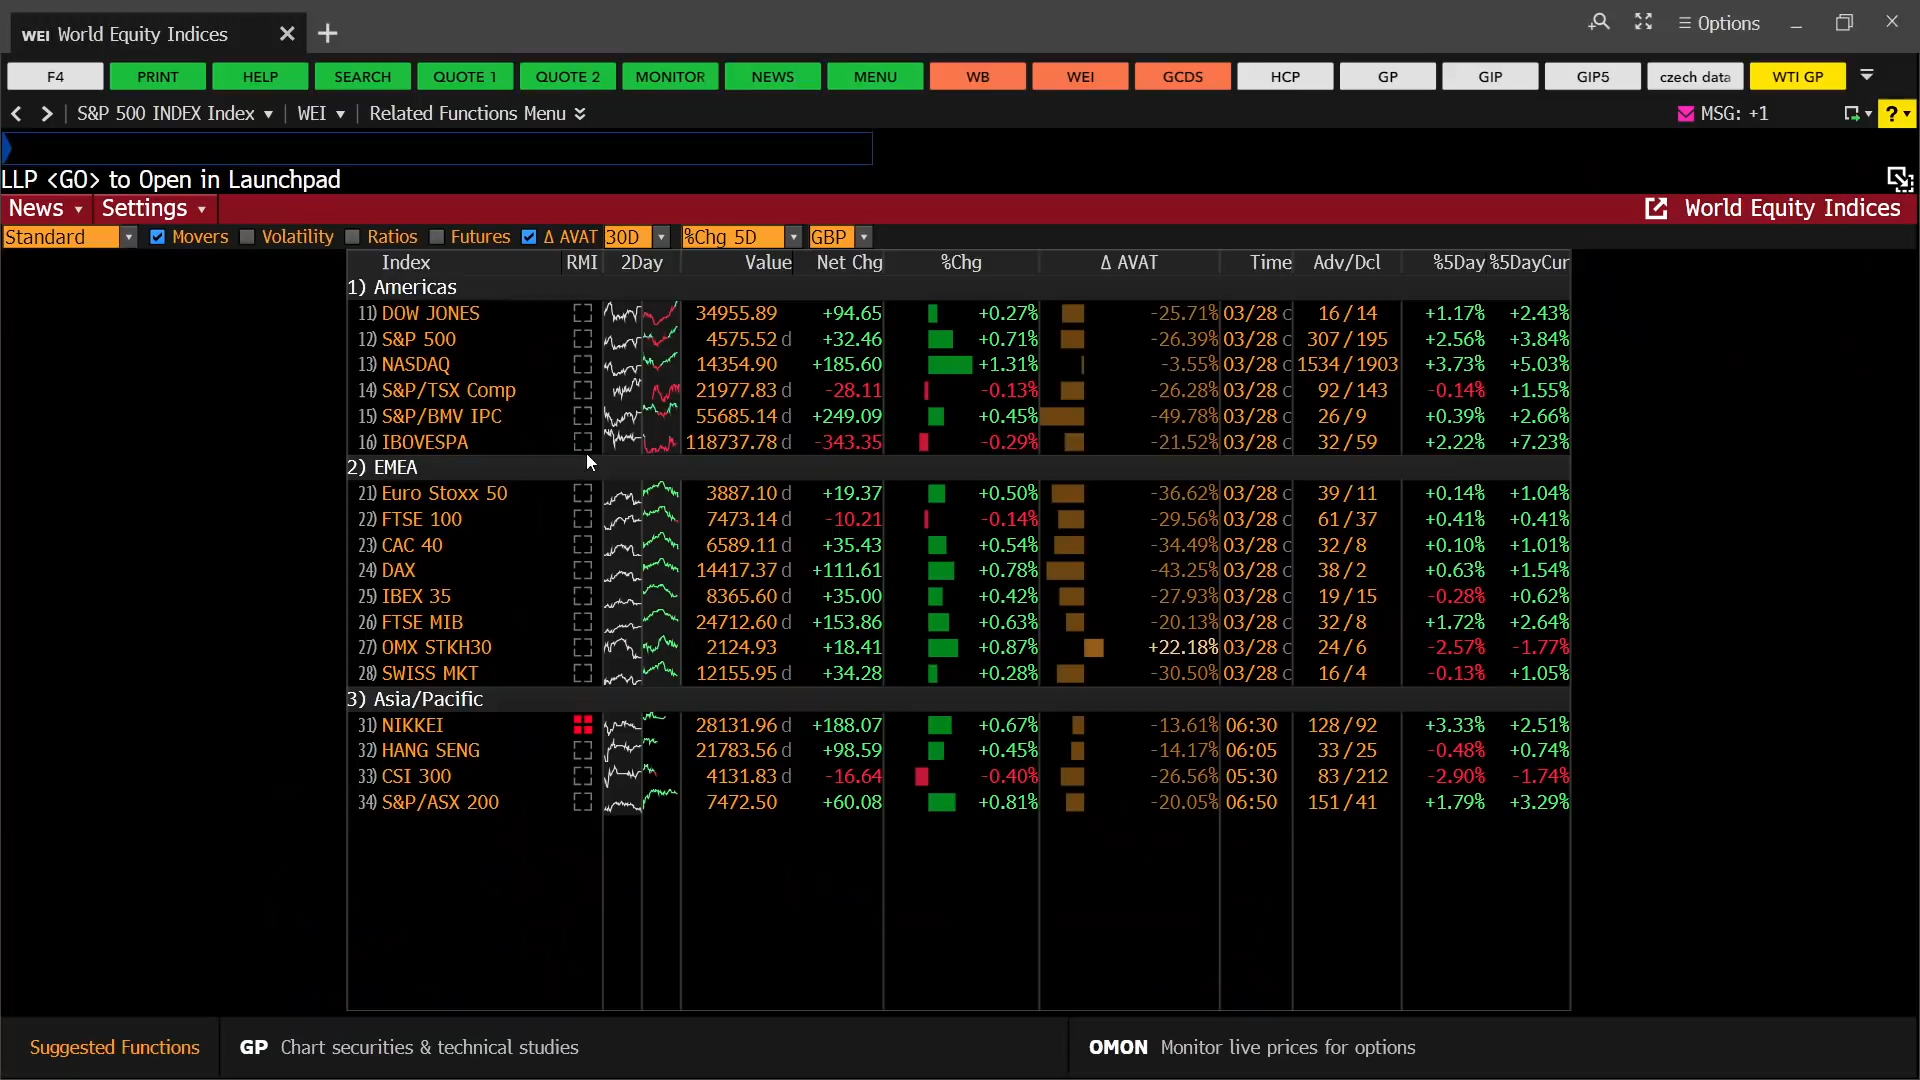 WEI World Equity Indices
Options
F4 PRINT HELP SEARCH QUOTE 1 QUOTE 2 MONITOR NEWS MENU WB WEI GCDS HCP GP GIP GIP5 czech data WTI GP
S&P 500 INDEX Index WEI Related Functions Menu MSG: +1 ?
LLP <GO> to Open in Launchpad
News Settings World Equity Indices
Standard Movers Volatility Ratios Futures Δ AVAT 30D %Chg 5D GBP
Index RMI 2Day Value Net Chg %Chg Δ AVAT Time Adv/Dcl %5Day %5DayCur
1) Americas
11) DOW JONES 34955.89 +94.65 +0.27% -25.71% 03/28 c 16 / 14 +1.17% +2.43%
12) S&P 500 4575.52 d +32.46 +0.71% -26.39% 03/28 c 307 / 195 +2.56% +3.84%
13) NASDAQ 14354.90 +185.60 +1.31% -3.55% 03/28 c 1534 / 1903 +3.73% +5.03%
14) S&P/TSX Comp 21977.83 d -28.11 -0.13% -26.28% 03/28 c 92 / 143 -0.14% +1.55%
15) S&P/BMV IPC 55685.14 d +249.09 +0.45% -49.78% 03/28 c 26 / 9 +0.39% +2.66%
16) IBOVESPA 118737.78 d -343.35 -0.29% -21.52% 03/28 c 32 / 59 +2.22% +7.23%
2) EMEA
21) Euro Stoxx 50 3887.10 d +19.37 +0.50% -36.62% 03/28 c 39 / 11 +0.14% +1.04%
22) FTSE 100 7473.14 d -10.21 -0.14% -29.56% 03/28 c 61 / 37 +0.41% +0.41%
23) CAC 40 6589.11 d +35.43 +0.54% -34.49% 03/28 c 32 / 8 +0.10% +1.01%
24) DAX 14417.37 d +111.61 +0.78% -43.25% 03/28 c 38 / 2 +0.63% +1.54%
25) IBEX 35 8365.60 d +35.00 +0.42% -27.93% 03/28 c 19 / 15 -0.28% +0.62%
26) FTSE MIB 24712.60 d +153.86 +0.63% -20.13% 03/28 c 32 / 8 +1.72% +2.64%
27) OMX STKH30 2124.93 +18.41 +0.87% +22.18% 03/28 c 24 / 6 -2.57% -1.77%
28) SWISS MKT 12155.95 d +34.28 +0.28% -30.50% 03/28 c 16 / 4 -0.13% +1.05%
3) Asia/Pacific
31) NIKKEI 28131.96 d +188.07 +0.67% -13.61% 06:30 128 / 92 +3.33% +2.51%
32) HANG SENG 21783.56 d +98.59 +0.45% -14.17% 06:05 33 / 25 -0.48% +0.74%
33) CSI 300 4131.83 d -16.64 -0.40% -26.56% 05:30 83 / 212 -2.90% -1.74%
34) S&P/ASX 200 7472.50 +60.08 +0.81% -20.05% 06:50 151 / 41 +1.79% +3.29%
Suggested Functions GP Chart securities & technical studies OMON Monitor live prices for options